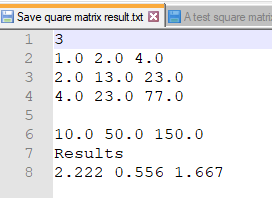 Save quare matrix result.txt A test square matri
1 3
2 1.0 2.0 4.0
3 2.0 13.0 23.0
4 4.0 23.0 77.0
5
6 10.0 50.0 150.0
7 Results
8 2.222 0.556 1.667